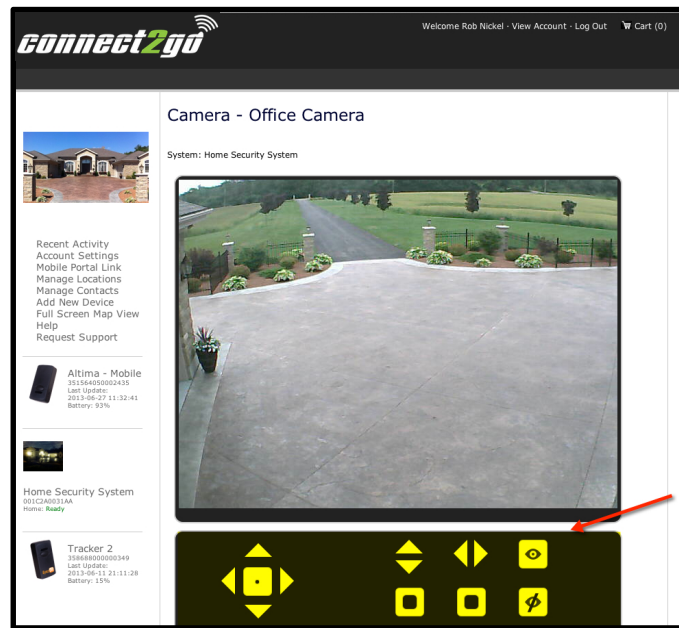 connect2go
Welcome Rob Nickel - View Account - Log Out
Cart (0)
Camera - Office Camera
System: Home Security System
Recent Activity
Account Settings
Mobile Portal Link
Manage Locations
Manage Contacts
Add New Device
Full Screen Map View
Help
Request Support
Altima - Mobile
351564050002435
Last Update:
2013-06-27 11:32:41
Battery: 93%
Home Security System
001C2A0031AA
Home: Ready
Tracker 2
358688000000349
Last Update:
2013-06-11 21:11:28
Battery: 15%